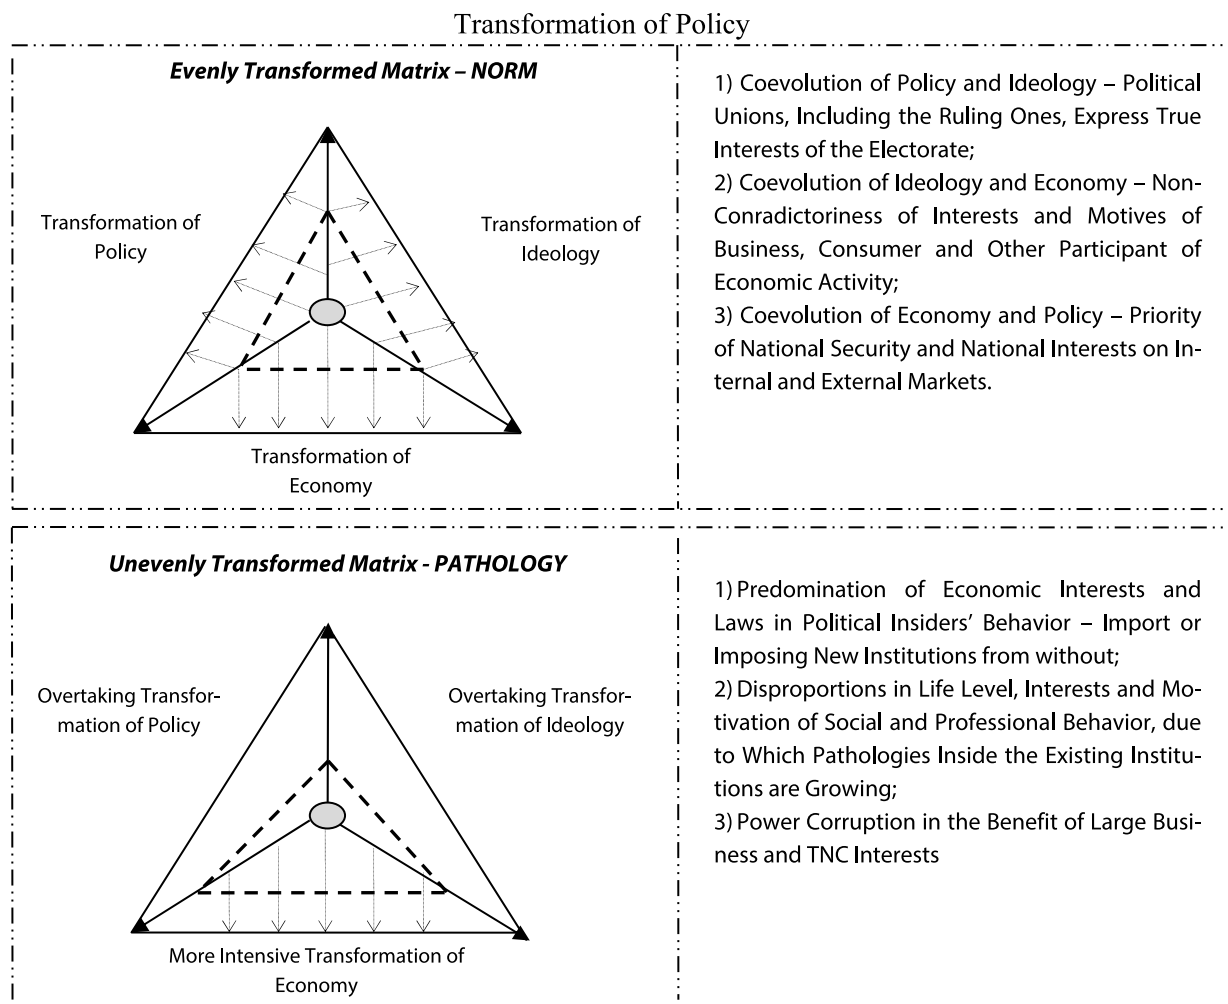 Transformation of Policy
Evenly Transformed Matrix – NORM
Transformation of
Policy
Transformation of
Ideology
Transformation of
Economy
1) Coevolution of Policy and Ideology – Political
Unions, Including the Ruling Ones, Express True
Interests of the Electorate;
2) Coevolution of Ideology and Economy – Non-
Conradictoriness of Interests and Motives of
Business, Consumer and Other Participant of
Economic Activity;
3) Coevolution of Economy and Policy – Priority
of National Security and National Interests on In-
ternal and External Markets.
Unevenly Transformed Matrix - PATHOLOGY
Overtaking Transfor-
mation of Policy
Overtaking Transfor-
mation of Ideology
More Intensive Transformation of
Economy
1) Predomination of Economic Interests and
Laws in Political Insiders’ Behavior – Import or
Imposing New Institutions from without;
2) Disproportions in Life Level, Interests and Mo-
tivation of Social and Professional Behavior, due
to Which Pathologies Inside the Existing Institu-
tions are Growing;
3) Power Corruption in the Benefit of Large Busi-
ness and TNC Interests